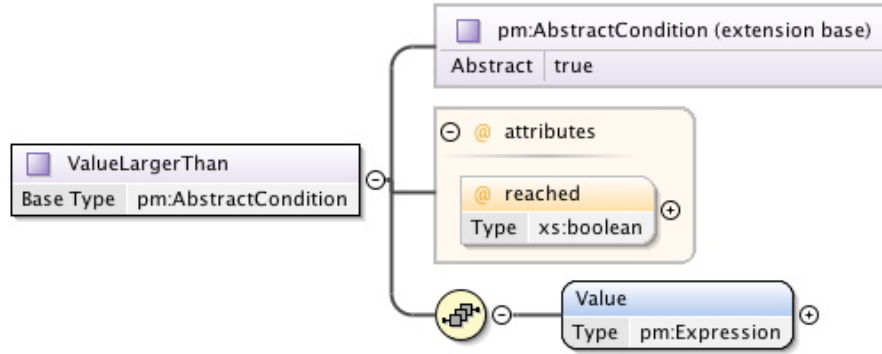 pm:AbstractCondition (extension base)
Abstract true
@ attributes
ValueLargerThan
Base Type pm:AbstractCondition
@ reached
Type xs:boolean
Value
Type pm:Expression